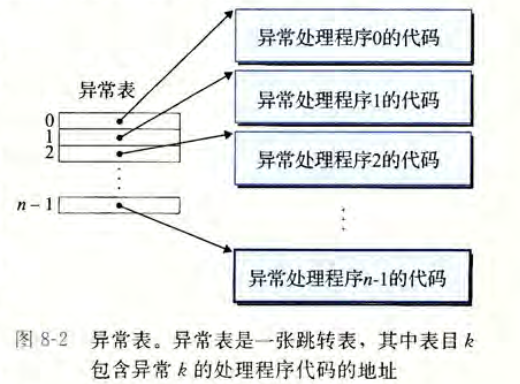 异常表
0
1
2
n-1
异常处理程序0的代码
异常处理程序1的代码
异常处理程序2的代码
异常处理程序n-1的代码
图 8-2 异常表。异常表是一张跳转表，其中表目 k
包含异常 k 的处理程序代码的地址